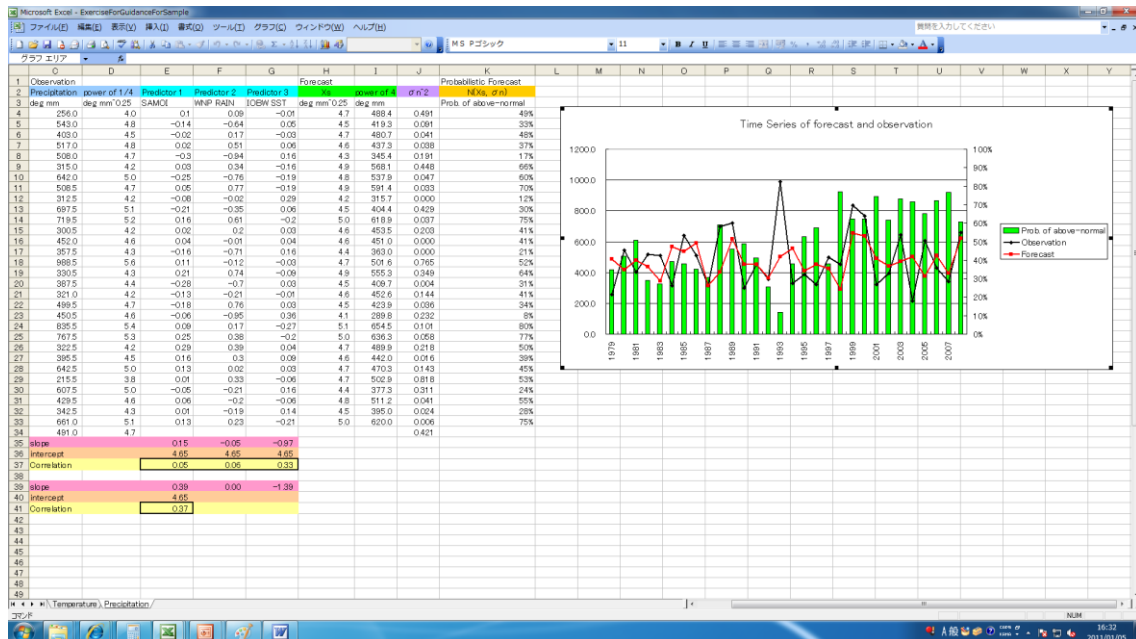 Microsoft Excel - ExerciseForGuidanceForSample
ファイル(F) 編集(E) 表示(V) 挿入(I) 書式(O) ツール(T) グラフ(C) ウィンドウ(W) ヘルプ(H) 質問を入力してください
MS Pゴシック 11 B I U
グラフ エリア fx
C D E F G H I J K L M N O P Q R S T U V W X Y
1 Observation Forecast Probabilistic Forecast
2 Precipitation power of 1/4 Predictor 1 Predictor 2 Predictor 3 Xs power of 4 σn^2 N(Xs, σn)
3 deg mm deg mm^0.25 SAMOI WNP RAIN IOBW SST deg mm^0.25 deg mm Prob. of above-normal
4 256.0 4.0 0.1 0.09 -0.01 4.7 488.4 0.491 49%
5 543.0 4.8 -0.14 -0.64 0.05 4.5 419.3 0.091 33%
6 403.0 4.5 -0.02 0.17 -0.03 4.7 480.7 0.041 48%
7 517.0 4.8 0.02 0.51 0.06 4.6 437.3 0.038 37%
8 508.0 4.7 -0.3 -0.94 0.16 4.3 345.4 0.191 17%
9 315.0 4.2 0.03 0.34 -0.16 4.9 568.1 0.448 66%
10 642.0 5.0 -0.25 -0.76 -0.19 4.8 537.9 0.047 60%
11 508.5 4.7 0.05 0.77 -0.19 4.9 591.4 0.033 70%
12 312.5 4.2 -0.08 -0.02 0.29 4.2 315.7 0.000 12%
13 697.5 5.1 -0.21 -0.35 0.06 4.5 404.4 0.429 30%
14 719.5 5.2 0.16 0.61 -0.2 5.0 618.9 0.037 75%
15 300.5 4.2 0.02 0.2 0.03 4.6 453.5 0.203 41%
16 452.0 4.6 0.04 -0.01 0.04 4.6 451.0 0.000 41%
17 357.5 4.3 -0.16 -0.71 0.16 4.4 363.0 0.000 21%
18 988.5 5.6 0.11 -0.12 -0.03 4.7 501.6 0.765 52%
19 330.5 4.3 0.21 0.74 -0.09 4.9 555.3 0.349 64%
20 387.5 4.4 -0.28 -0.7 0.03 4.5 409.7 0.004 31%
21 321.0 4.2 -0.13 -0.21 -0.01 4.6 452.6 0.144 41%
22 499.5 4.7 -0.18 0.76 0.03 4.5 423.9 0.036 34%
23 450.5 4.6 -0.06 -0.95 0.36 4.1 289.8 0.232 8%
24 835.5 5.4 0.09 0.17 -0.27 5.1 654.5 0.101 80%
25 767.5 5.3 0.25 0.38 -0.2 5.0 636.3 0.058 77%
26 322.5 4.2 0.29 0.39 0.04 4.7 489.9 0.218 50%
27 395.5 4.5 0.16 0.3 0.09 4.6 442.0 0.016 39%
28 642.5 5.0 0.13 0.02 0.03 4.7 470.3 0.143 45%
29 215.5 3.8 0.01 0.33 -0.06 4.7 502.9 0.818 53%
30 607.5 5.0 -0.05 -0.21 0.16 4.4 377.3 0.311 24%
31 429.5 4.6 0.06 -0.2 -0.06 4.8 511.2 0.041 55%
32 342.5 4.3 0.01 -0.19 0.14 4.5 395.0 0.024 28%
33 661.0 5.1 0.13 0.23 -0.21 5.0 620.0 0.006 75%
34 491.0 4.7 0.421
35 slope 0.15 -0.05 -0.97
36 intercept 4.65 4.65 4.65
37 Correlation 0.05 0.06 0.33
38
39 slope 0.39 0.00 -1.39
40 intercept 4.65
41 Correlation 0.37
42
43
44
45
46
47
48
49
Time Series of forecast and observation
1200.0 1000.0 800.0 600.0 400.0 200.0 0.0
100% 90% 80% 70% 60% 50% 40% 30% 20% 10% 0%
1979 1981 1983 1985 1987 1989 1991 1993 1995 1997 1999 2001 2003 2005 2007
Prob. of above-normal
Observation
Forecast
Temperature Precipitation
コマンド NUM
A 般 16:32
2011/01/05